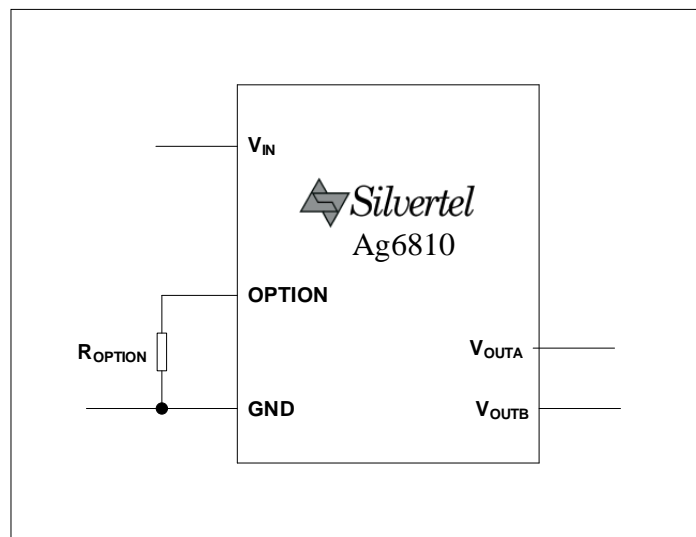 VIN
Silvertel
Ag6810
OPTION
ROPTION
VOUTA
GND
VOUTB